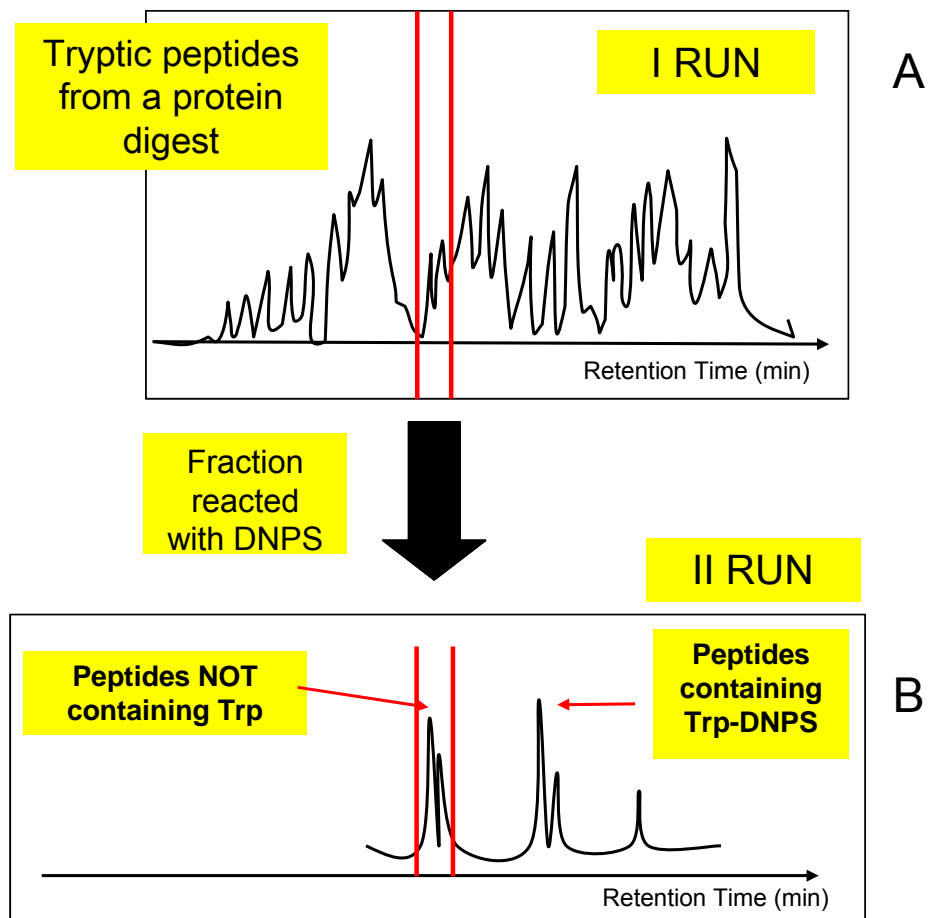 Tryptic peptides
from a protein
digest
I RUN
A
Retention Time (min)
Fraction
reacted
with DNPS
II RUN
Peptides NOT
containing Trp
Peptides
containing
Trp-DNPS
B
Retention Time (min)